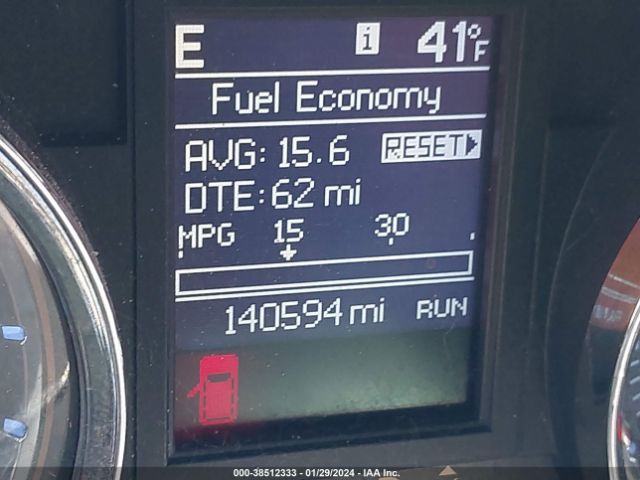 E i 41°F
Fuel Economy
AVG: 15.6 RESET
DTE: 62 mi
MPG 15 30
140594 mi RUN
000-38512333 - 01/29/2024 - IAA Inc.